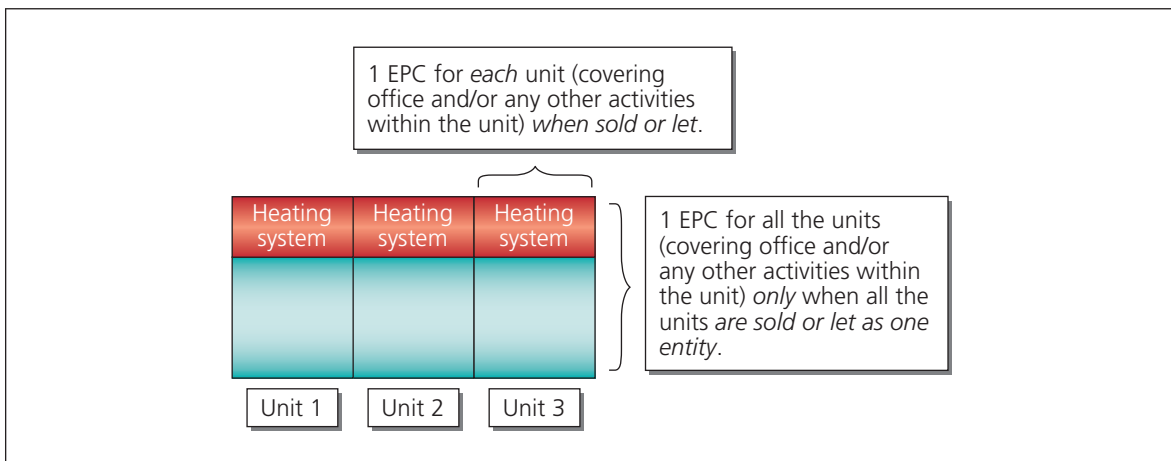 1 EPC for each unit (covering
office and/or any other activities
within the unit) when sold or let.
Heating
system
Heating
system
Heating
system
1 EPC for all the units
(covering office and/or
any other activities within
the unit) only when all the
units are sold or let as one
entity.
Unit 1
Unit 2
Unit 3